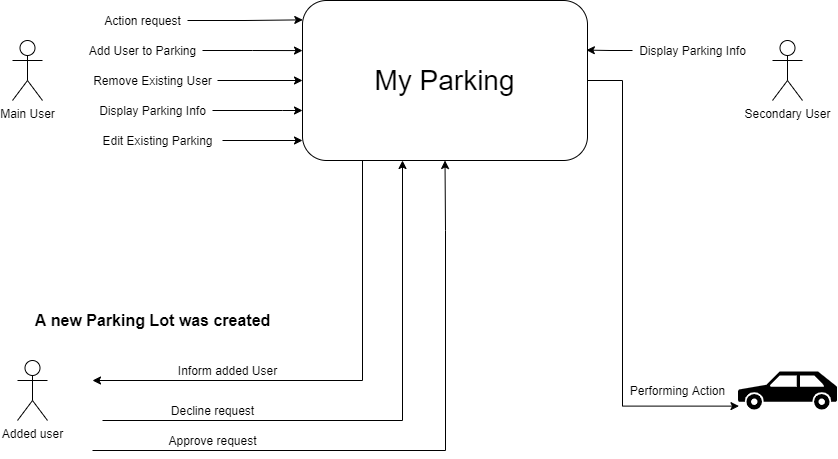 Action request
Add User to Parking
Remove Existing User
Display Parking Info
Edit Existing Parking
Main User
My Parking
Display Parking Info
Secondary User
A new Parking Lot was created
Inform added User
Decline request
Approve request
Added user
Performing Action